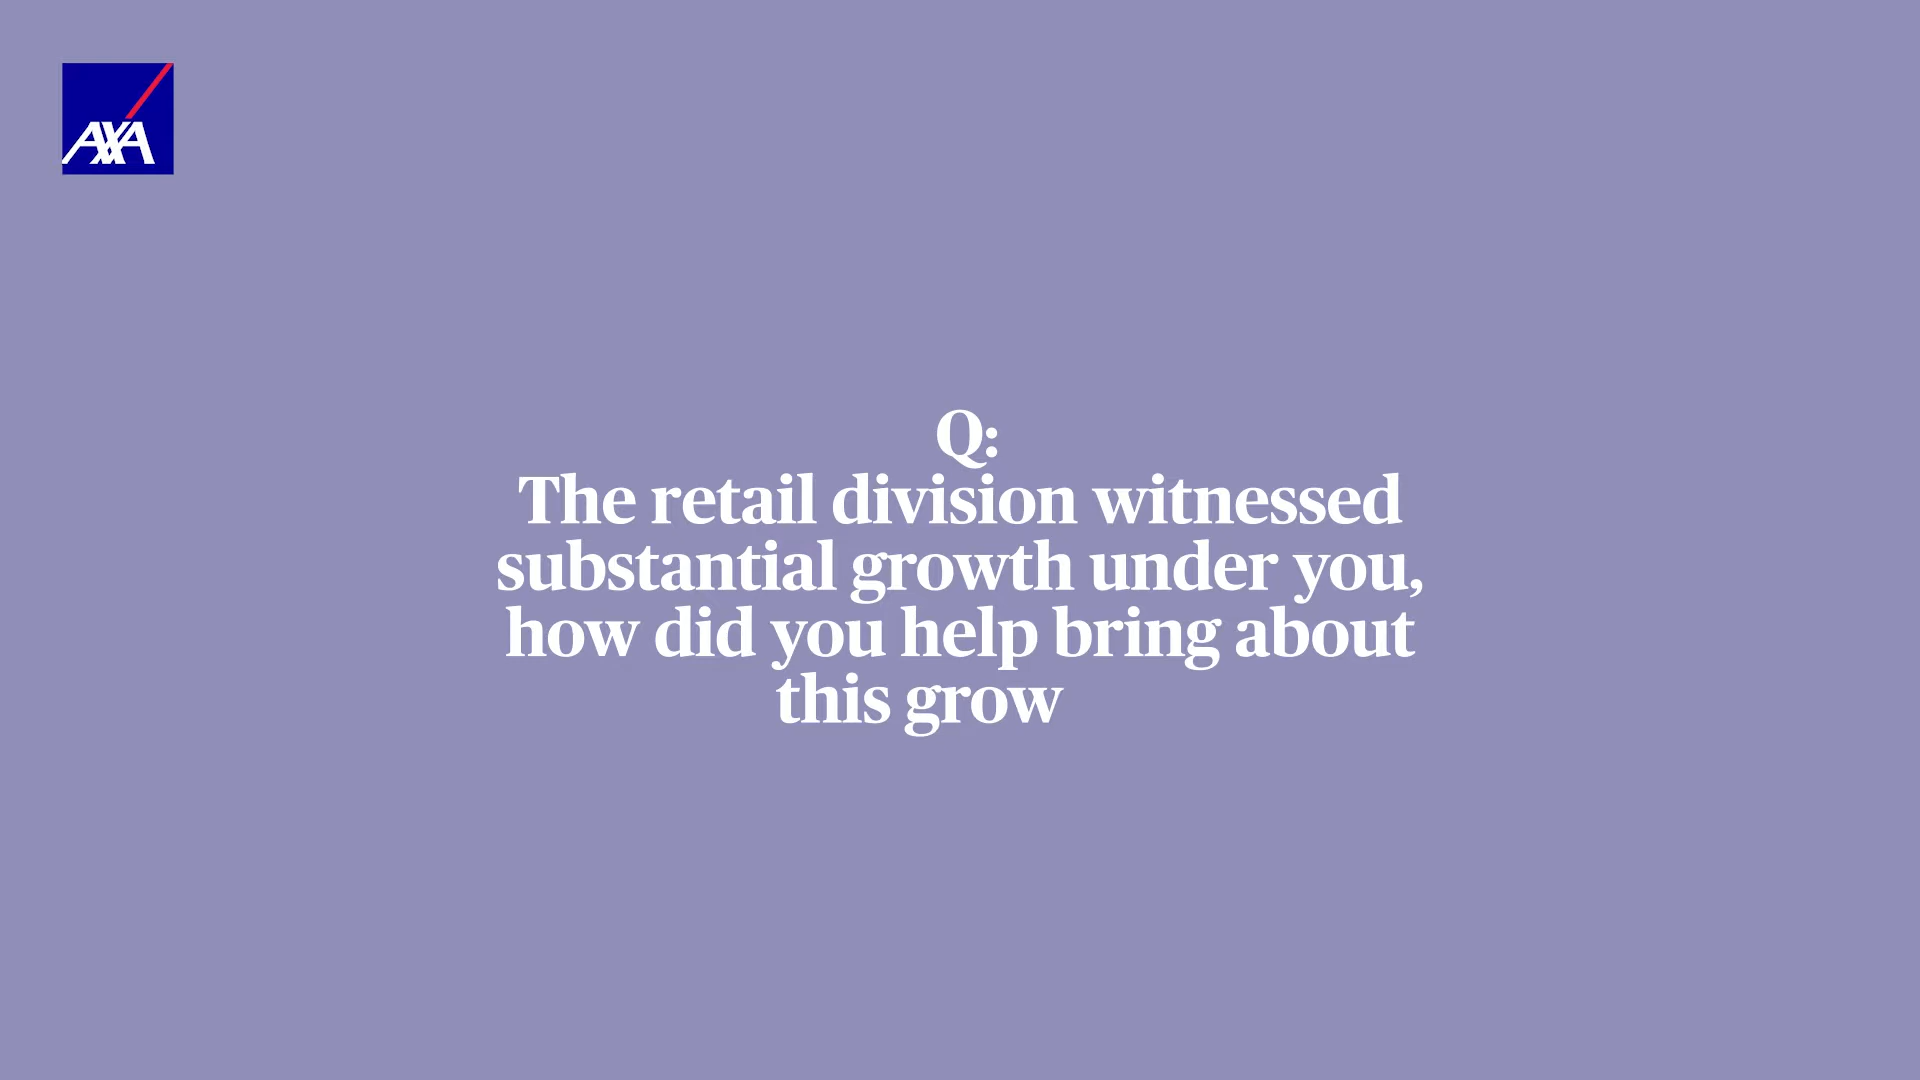 AXA
Q:
The retail division witnessed
substantial growth under you,
how did you help bring about
this grow